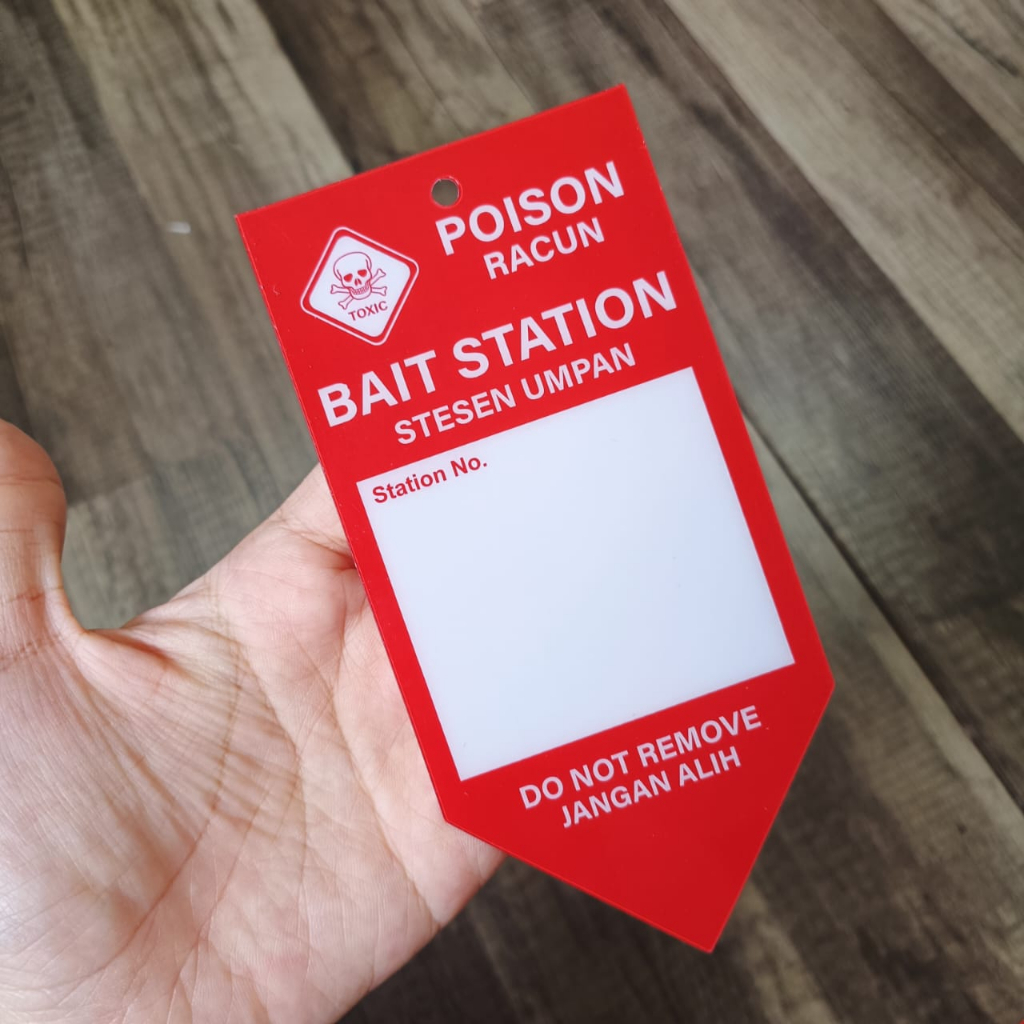 POISON
RACUN
TOXIC
BAIT STATION
STESEN UMPAN
Station No.
DO NOT REMOVE
JANGAN ALIH